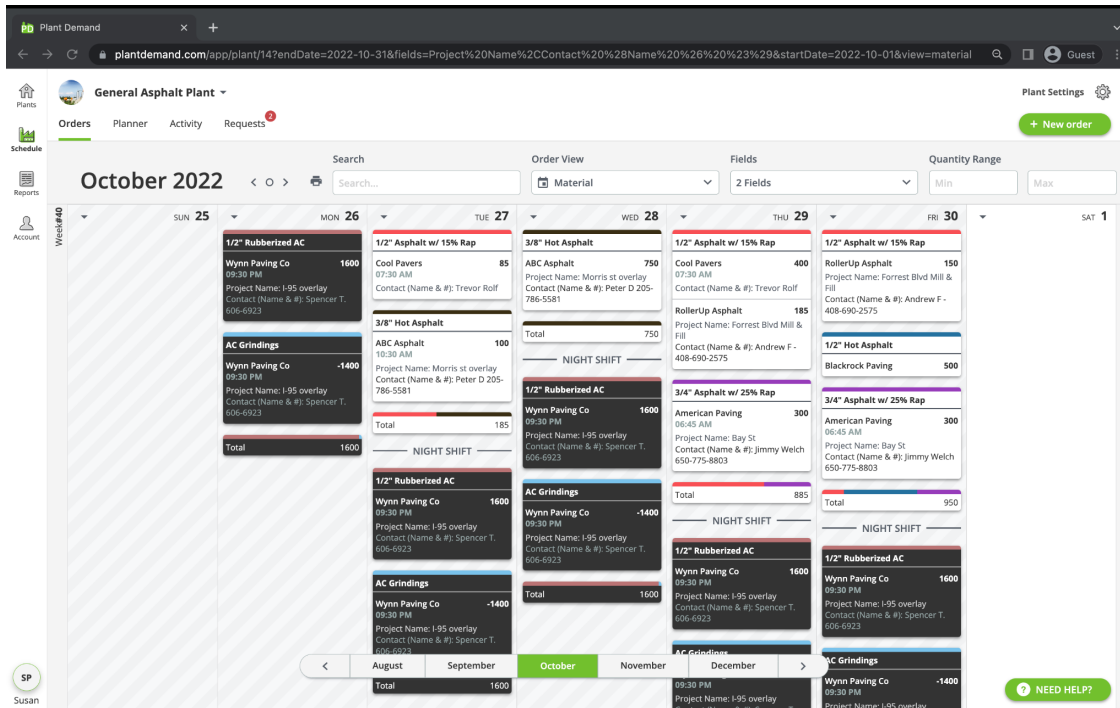 PD Plant Demand
plantdemand.com/app/plant/14?endDate=2022-10-31&fields=Project%20Name%2CContact%20%28Name%20%26%20%23%29&startDate=2022-10-01&view=material
Guest
Plants
General Asphalt Plant
Plant Settings
Orders Planner Activity Requests 2
+ New order
Schedule
Reports
Account
October 2022
Search
Search...
Order View
Material
Fields
2 Fields
Quantity Range
Min
Max
Week#40
SUN 25
MON 26
1/2" Rubberized AC
Wynn Paving Co 1600
09:30 PM
Project Name: I-95 overlay
Contact (Name & #): Spencer T.
606-6923
AC Grindings
Wynn Paving Co -1400
09:30 PM
Project Name: I-95 overlay
Contact (Name & #): Spencer T.
606-6923
Total 1600
TUE 27
1/2" Asphalt w/ 15% Rap
Cool Pavers 85
07:30 AM
Contact (Name & #): Trevor Rolf
3/8" Hot Asphalt
ABC Asphalt 100
10:30 AM
Project Name: Morris st overlay
Contact (Name & #): Peter D 205-
786-5581
Total 185
NIGHT SHIFT
1/2" Rubberized AC
Wynn Paving Co 1600
09:30 PM
Project Name: I-95 overlay
Contact (Name & #): Spencer T.
606-6923
AC Grindings
Wynn Paving Co -1400
09:30 PM
Project Name: I-95 overlay
Contact (Name & #): Spencer T.
606-6923
Total 1600
WED 28
3/8" Hot Asphalt
ABC Asphalt 750
Project Name: Morris st overlay
Contact (Name & #): Peter D 205-
786-5581
Total 750
NIGHT SHIFT
1/2" Rubberized AC
Wynn Paving Co 1600
09:30 PM
Project Name: I-95 overlay
Contact (Name & #): Spencer T.
606-6923
AC Grindings
Wynn Paving Co -1400
09:30 PM
Project Name: I-95 overlay
Contact (Name & #): Spencer T.
606-6923
Total 1600
THU 29
1/2" Asphalt w/ 15% Rap
Cool Pavers 400
07:30 AM
Contact (Name & #): Trevor Rolf
RollerUp Asphalt 185
Project Name: Forrest Blvd Mill &
Fill
Contact (Name & #): Andrew F -
408-690-2575
3/4" Asphalt w/ 25% Rap
American Paving 300
06:45 AM
Project Name: Bay St
Contact (Name & #): Jimmy Welch
650-775-8803
Total 885
NIGHT SHIFT
1/2" Rubberized AC
Wynn Paving Co 1600
09:30 PM
Project Name: I-95 overlay
Contact (Name & #): Spencer T.
606-6923
AC Grindings
09:30 PM
Project Name: I-95 overlay
FRI 30
1/2" Asphalt w/ 15% Rap
RollerUp Asphalt 150
Project Name: Forrest Blvd Mill &
Fill
Contact (Name & #): Andrew F -
408-690-2575
1/2" Hot Asphalt
Blackrock Paving 500
3/4" Asphalt w/ 25% Rap
American Paving 300
06:45 AM
Project Name: Bay St
Contact (Name & #): Jimmy Welch
650-775-8803
Total 950
NIGHT SHIFT
1/2" Rubberized AC
Wynn Paving Co 1600
09:30 PM
Project Name: I-95 overlay
Contact (Name & #): Spencer T.
606-6923
AC Grindings
Wynn Paving Co -1400
09:30 PM
Project Name: I-95 overlay
SAT 1
August September October November December
SP
Susan
? NEED HELP?